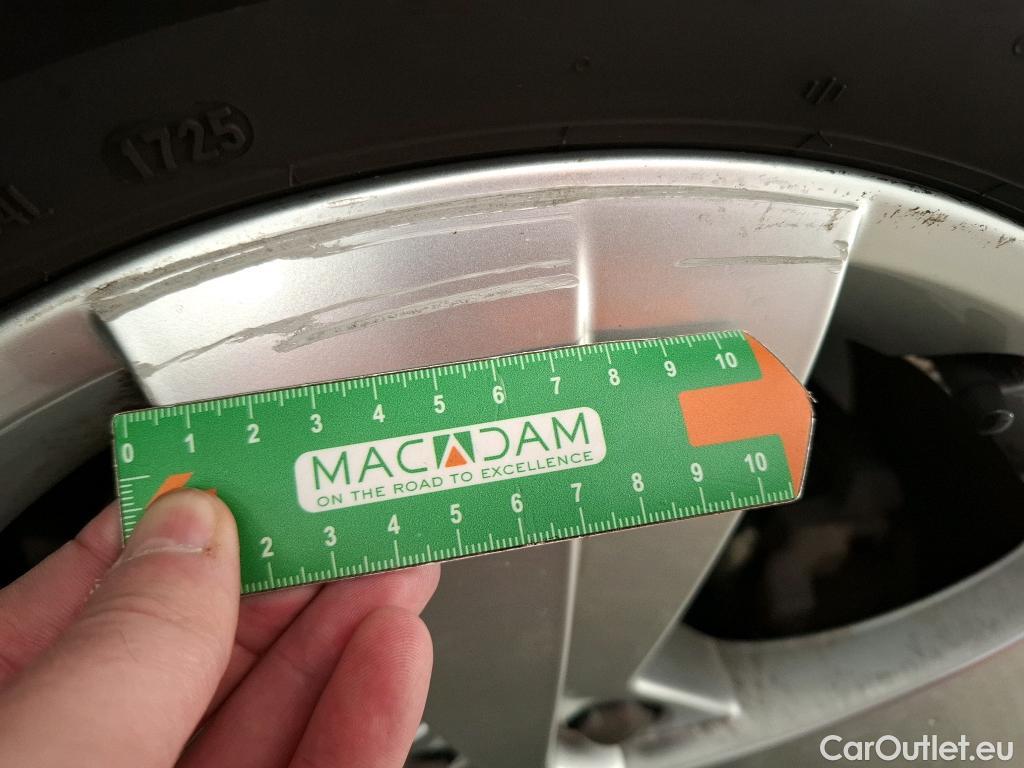 1725
4L
0 1 2 3 4 5 6 7 8 9 10
MACADAM
ON THE ROAD TO EXCELLENCE
2 3 4 5 6 7 8 9 10
CarOutlet.eu